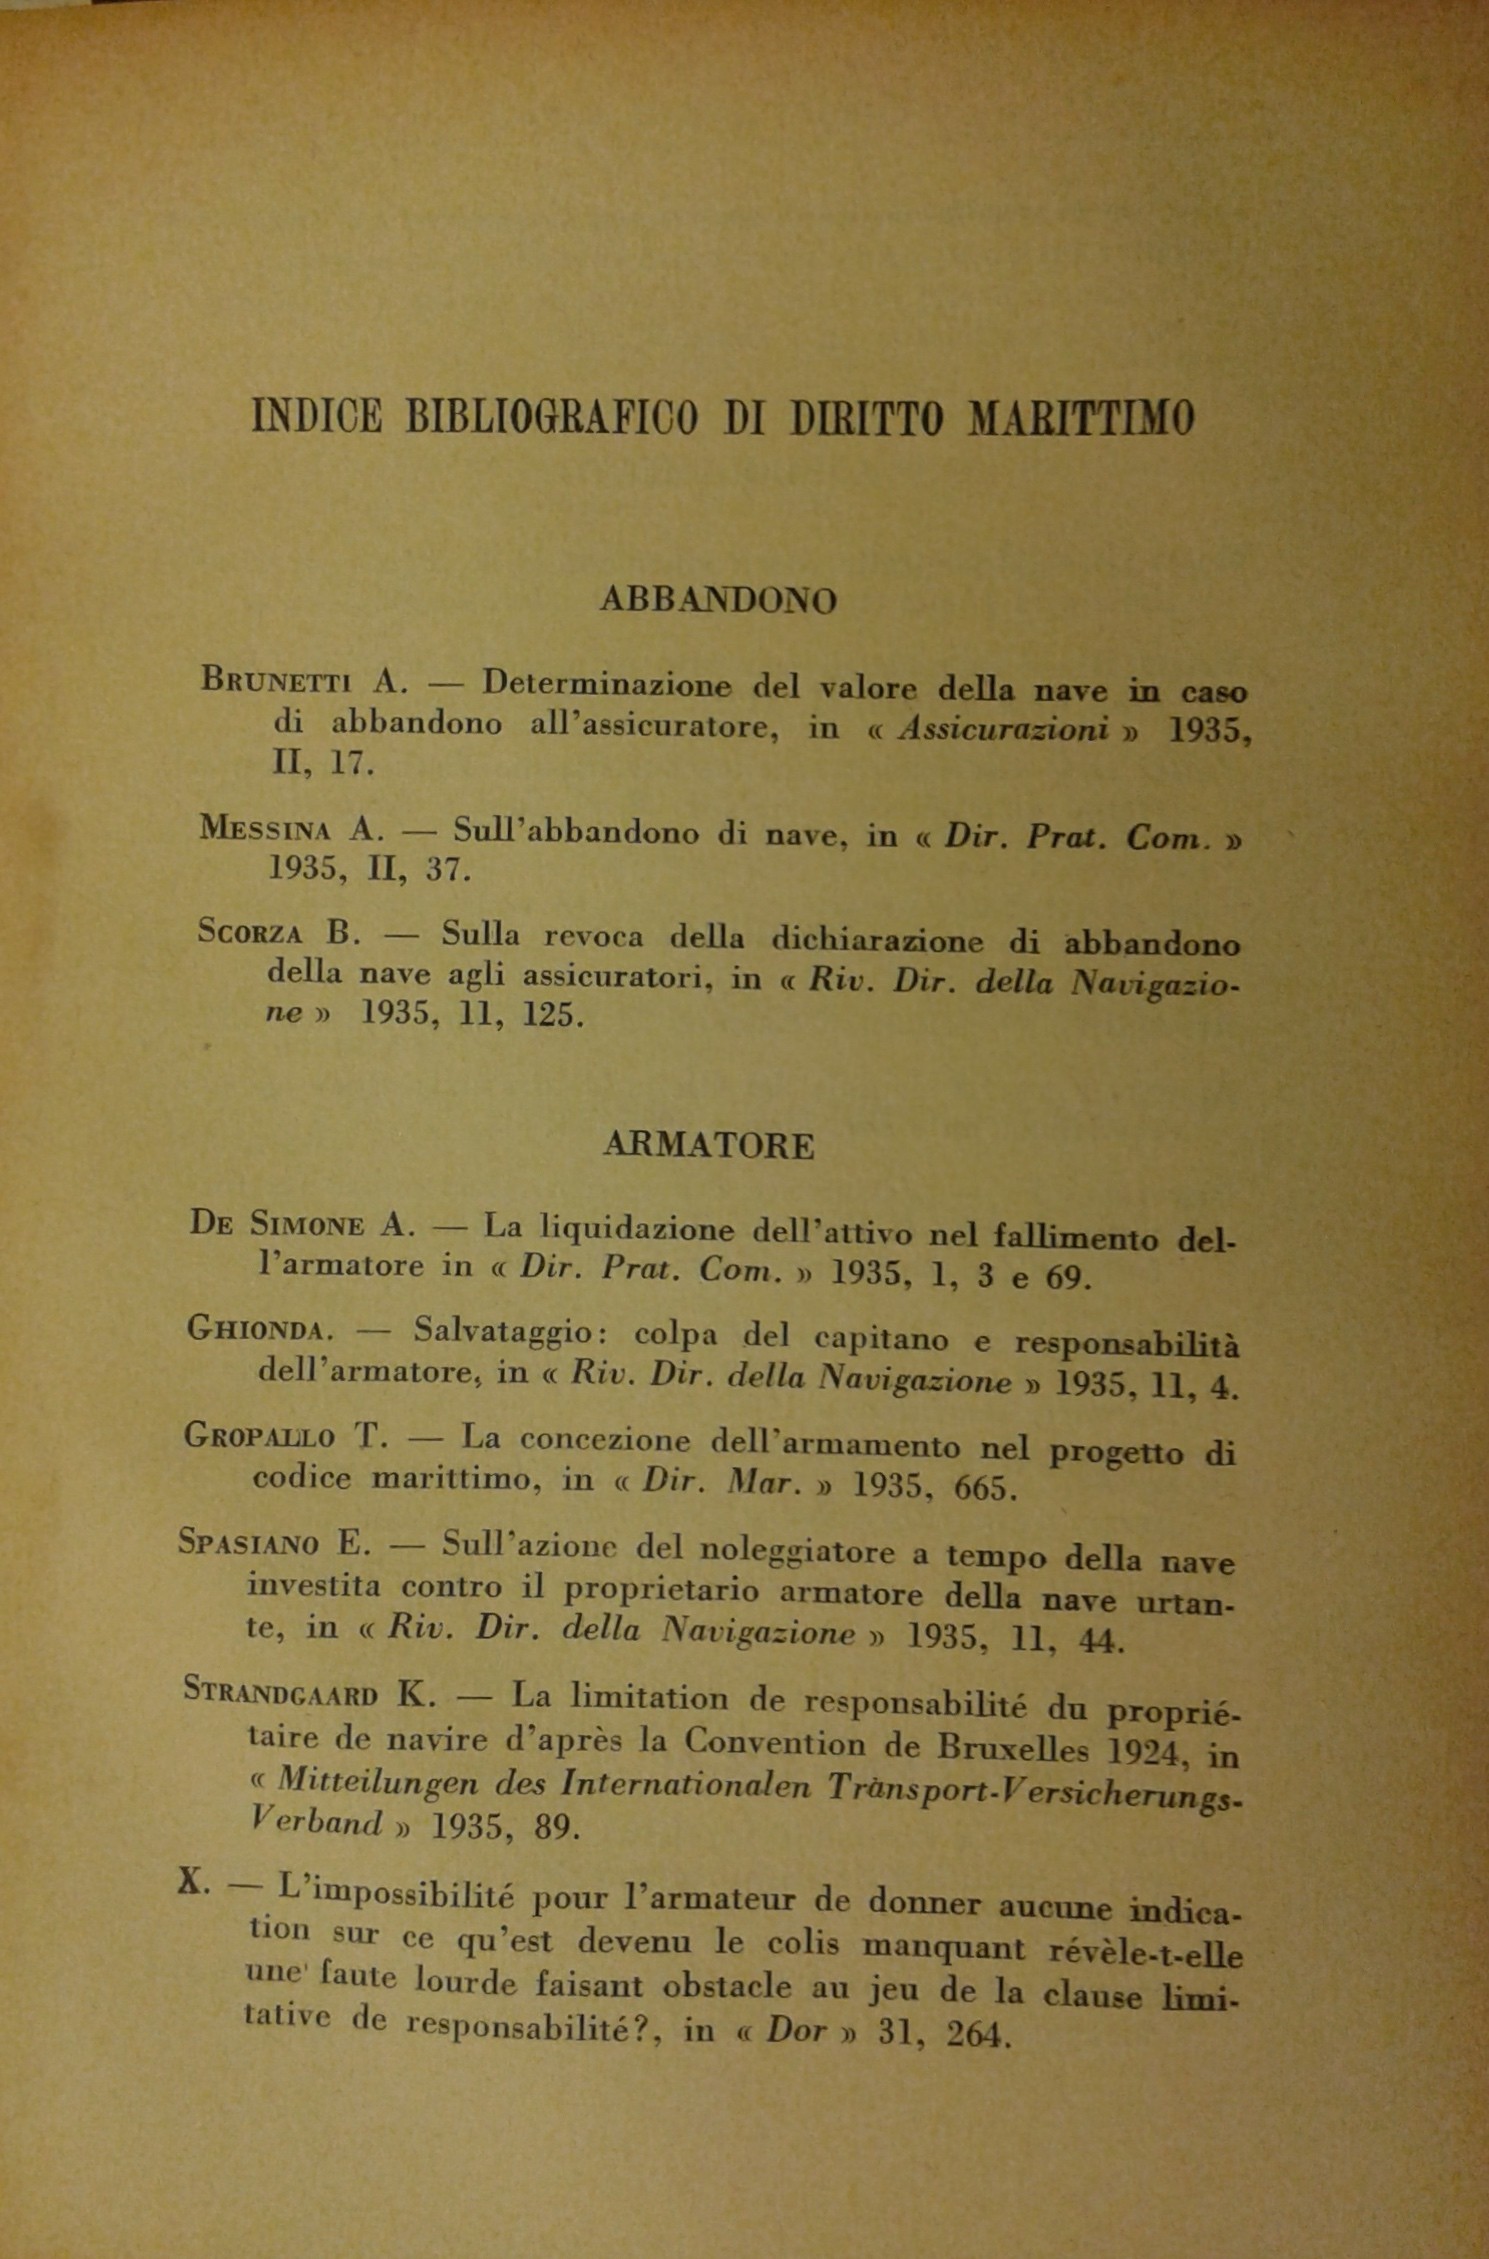 INDICE BIBLIOGRAFICO DI DIRITTO MARITTIMO
ABBANDONO
BRUNETTI A. — Determinazione del valore della nave in caso
di abbandono all'assicuratore, in « Assicurazioni » 1935,
II, 17.
MESSINA A. — Sull'abbandono di nave, in « Dir. Prat. Com. »
1935, II, 37.
SCORZA B. — Sulla revoca della dichiarazione di abbandono
della nave agli assicuratori, in « Riv. Dir. della Navigazio-
ne » 1935, 11, 125.
ARMATORE
DE SIMONE A. — La liquidazione dell'attivo nel fallimento del-
l'armatore in « Dir. Prat. Com. » 1935, 1, 3 e 69.
GHIONDA. — Salvataggio: colpa del capitano e responsabilità
dell'armatore, in « Riv. Dir. della Navigazione » 1935, 11, 4.
GROPALLO T. — La concezione dell'armamento nel progetto di
codice marittimo, in « Dir. Mar. » 1935, 665.
SPASIANO E. — Sull'azione del noleggiatore a tempo della nave
investita contro il proprietario armatore della nave urtan-
te, in « Riv. Dir. della Navigazione » 1935, 11, 44.
STRANDGAARD K. — La limitation de responsabilité du proprié-
taire de navire d'après la Convention de Bruxelles 1924, in
« Mitteilungen des Internationalen Trànsport-Versicherungs-
Verband » 1935, 89.
X. — L'impossibilité pour l'armateur de donner aucune indica-
tion sur ce qu'est devenu le colis manquant révèle-t-elle
une' faute lourde faisant obstacle au jeu de la clause limi-
tative de responsabilité?, in « Dor » 31, 264.